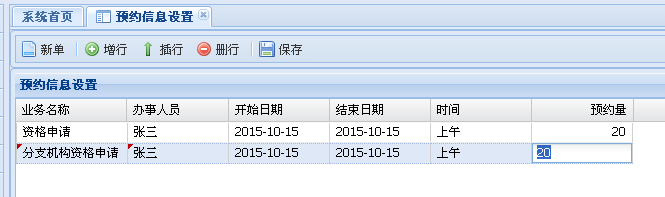 系统首页 预约信息设置
新单 增行 插行 删行 保存
预约信息设置
业务名称 办事人员 开始日期 结束日期 时间 预约量
资格申请 张三 2015-10-15 2015-10-15 上午 20
分支机构资格申请 张三 2015-10-15 2015-10-15 上午 20